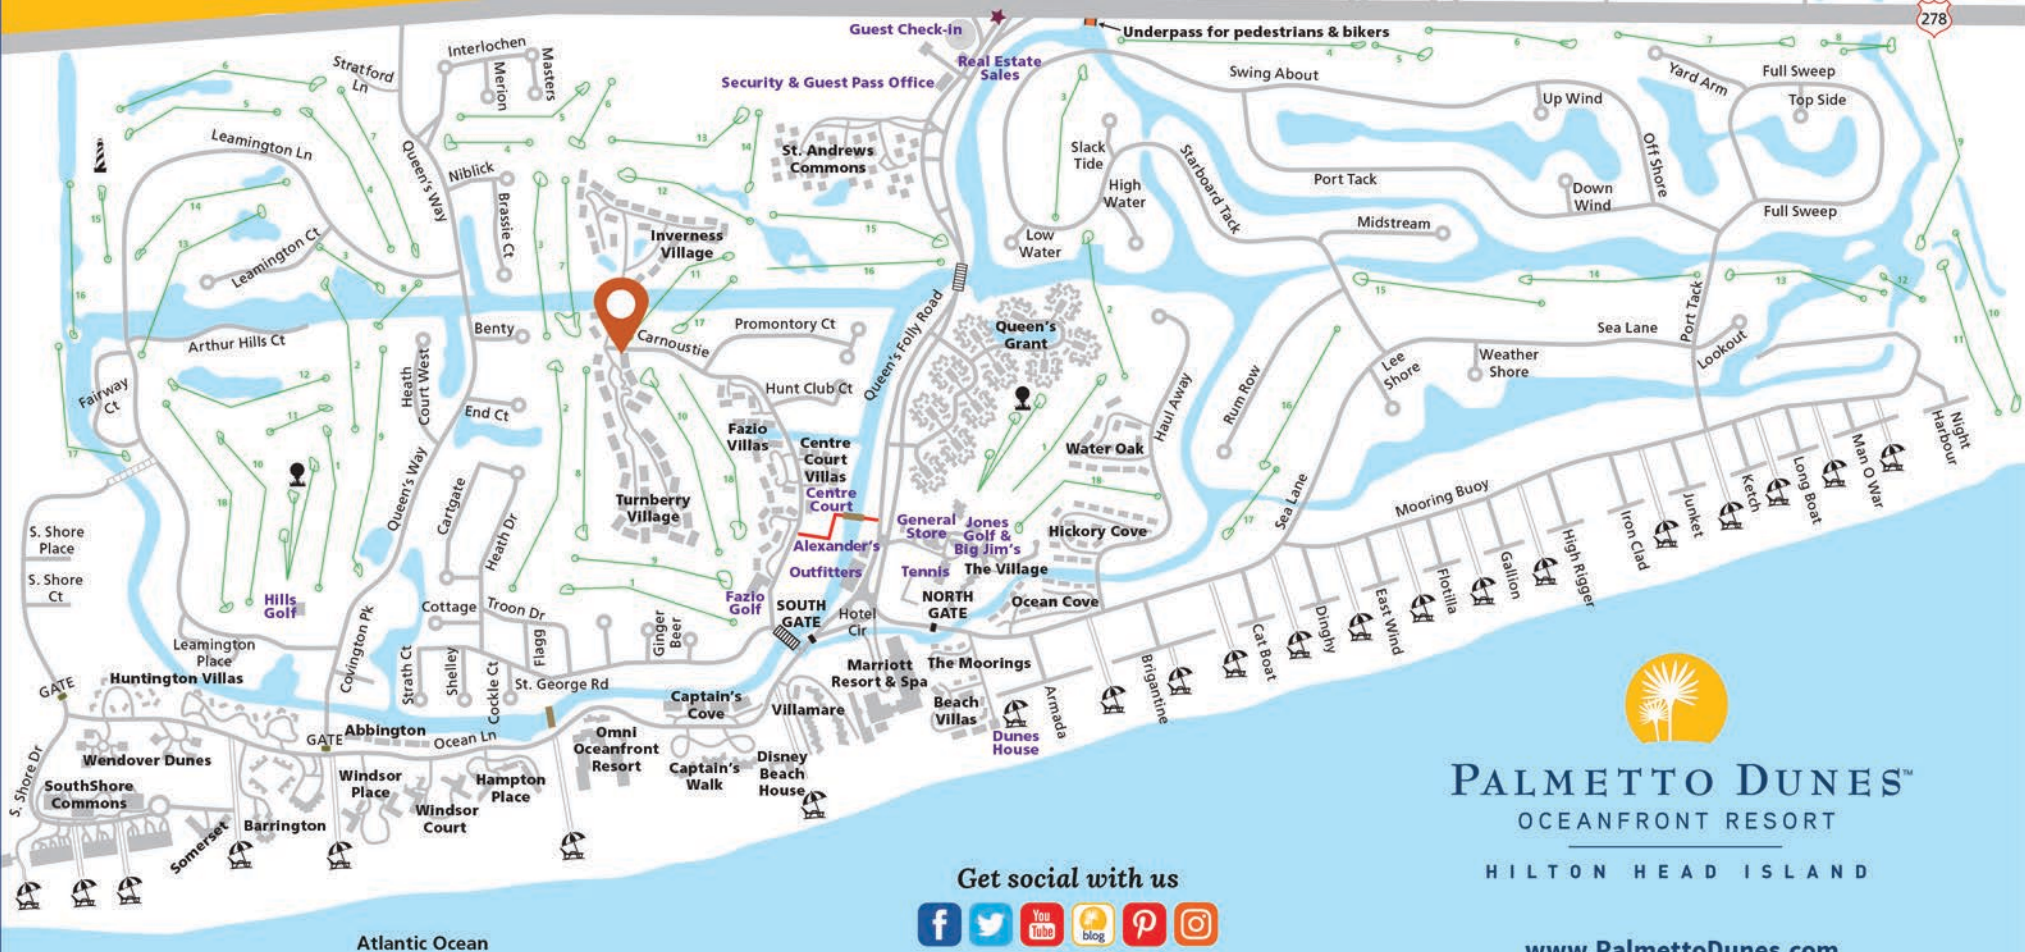 278
Guest Check-in
Underpass for pedestrians & bikers
Real Estate
Sales
Security & Guest Pass Office
Interlochen
Merion
Masters
Stratford
Ln
Swing About
Yard Arm
Full Sweep
Top Side
Up Wind
Off Shore
Leamington Ln
Queen's Way
Niblick
Brassie Ct
St. Andrews
Commons
Slack
Tide
High
Water
Starboard Tack
Port Tack
Down
Wind
Full Sweep
Midstream
Low
Water
Inverness
Village
Leamington Ct
Arthur Hills Ct
Benty
Carnoustie
Promontory Ct
Queen's Folly Road
Queen's
Grant
Port Tack
Sea Lane
Lookout
Weather
Shore
Lee
Shore
Rum Row
Haul Away
Fairway
Ct
Heath
Court West
End Ct
Hunt Club Ct
Fazio
Villas
Centre
Court
Villas
Centre
Court
Water Oak
Night
Harbour
Man O War
Long Boat
Ketch
Junket
Iron Clad
High Rigger
Gallion
Flotilla
East Wind
Dinghy
Cat Boat
Brigantine
Armada
Mooring Buoy
Sea Lane
Queen's Way
Cartgate
Heath Dr
Turnberry
Village
General
Store
Jones
Golf &
Big Jim's
Hickory Cove
Alexander's
Outfitters
Tennis
The Village
S. Shore
Place
S. Shore
Ct
Hills
Golf
Fazio
Golf
SOUTH
GATE
Hotel
Cir
NORTH
GATE
Ocean Cove
Cottage
Troon Dr
Flagg
Ginger
Beer
Leamington
Place
Covington Pk
Strath Ct
Shelley
Cockle Ct
St. George Rd
Marriott
Resort & Spa
The Moorings
GATE
Huntington Villas
Captain's
Cove
Villamare
Beach
Villas
Dunes
House
GATE
Abbington
Ocean Ln
Omni
Oceanfront
Resort
Captain's
Walk
Disney
Beach
House
Wendover Dunes
S. Shore Dr
SouthShore
Commons
Windsor
Place
Hampton
Place
Windsor
Court
Somerset
Barrington
Atlantic Ocean
Get social with us
You
Tube
blog
PALMETTO DUNES™
OCEANFRONT RESORT
HILTON HEAD ISLAND
www.PalmettoDunes.com